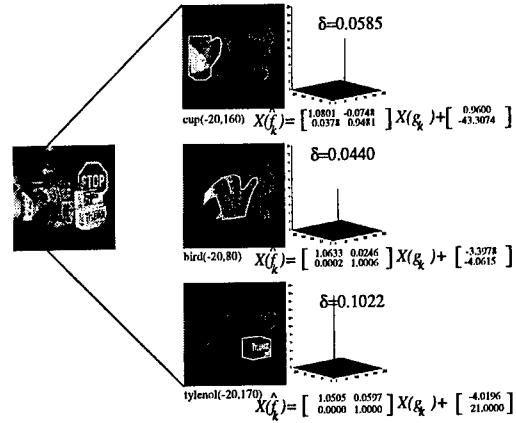 δ=0.0585
cup(-20,160) X(f̂k)= [1.0801 -0.0748 0.0378 0.9481] X(gk)+ [0.9600 -43.3074]
STOP
δ=0.0440
bird(-20,80) X(f̂k)= [1.0633 0.0246 0.0002 1.0006] X(gk)+ [-3.3978 -4.0615]
δ=0.1022
tylenol(-20,170) X(f̂k)= [1.0505 0.0597 0.0000 1.0000] X(gk)+ [-4.0196 21.0000]